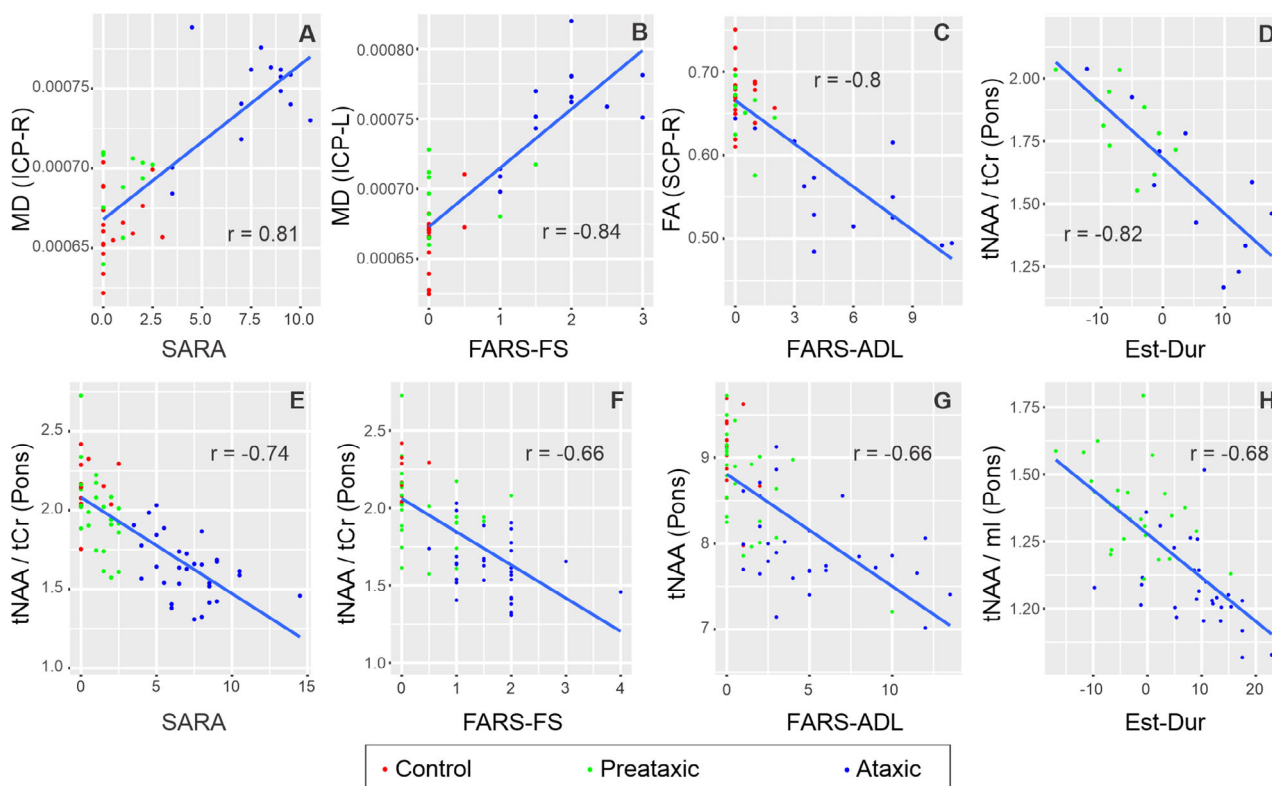 A
MD (ICP-R)
0.00075
0.00070
0.00065
r = 0.81
0.0 2.5 5.0 7.5 10.0
SARA
B
MD (ICP-L)
0.00080
0.00075
0.00070
0.00065
r = -0.84
0 1 2 3
FARS-FS
C
FA (SCP-R)
0.70
0.60
0.50
r = -0.8
0 3 6 9
FARS-ADL
D
tNAA / tCr (Pons)
2.00
1.75
1.50
1.25
r = -0.82
-10 0 10
Est-Dur
E
tNAA / tCr (Pons)
2.5
2.0
1.5
1.0
r = -0.74
0 5 10 15
SARA
F
tNAA / tCr (Pons)
2.5
2.0
1.5
1.0
r = -0.66
0 1 2 3 4
FARS-FS
G
tNAA (Pons)
9
8
7
r = -0.66
0 5 10
FARS-ADL
H
tNAA / ml (Pons)
1.75
1.50
1.25
1.20
r = -0.68
-10 0 10 20
Est-Dur
Control Preataxic Ataxic